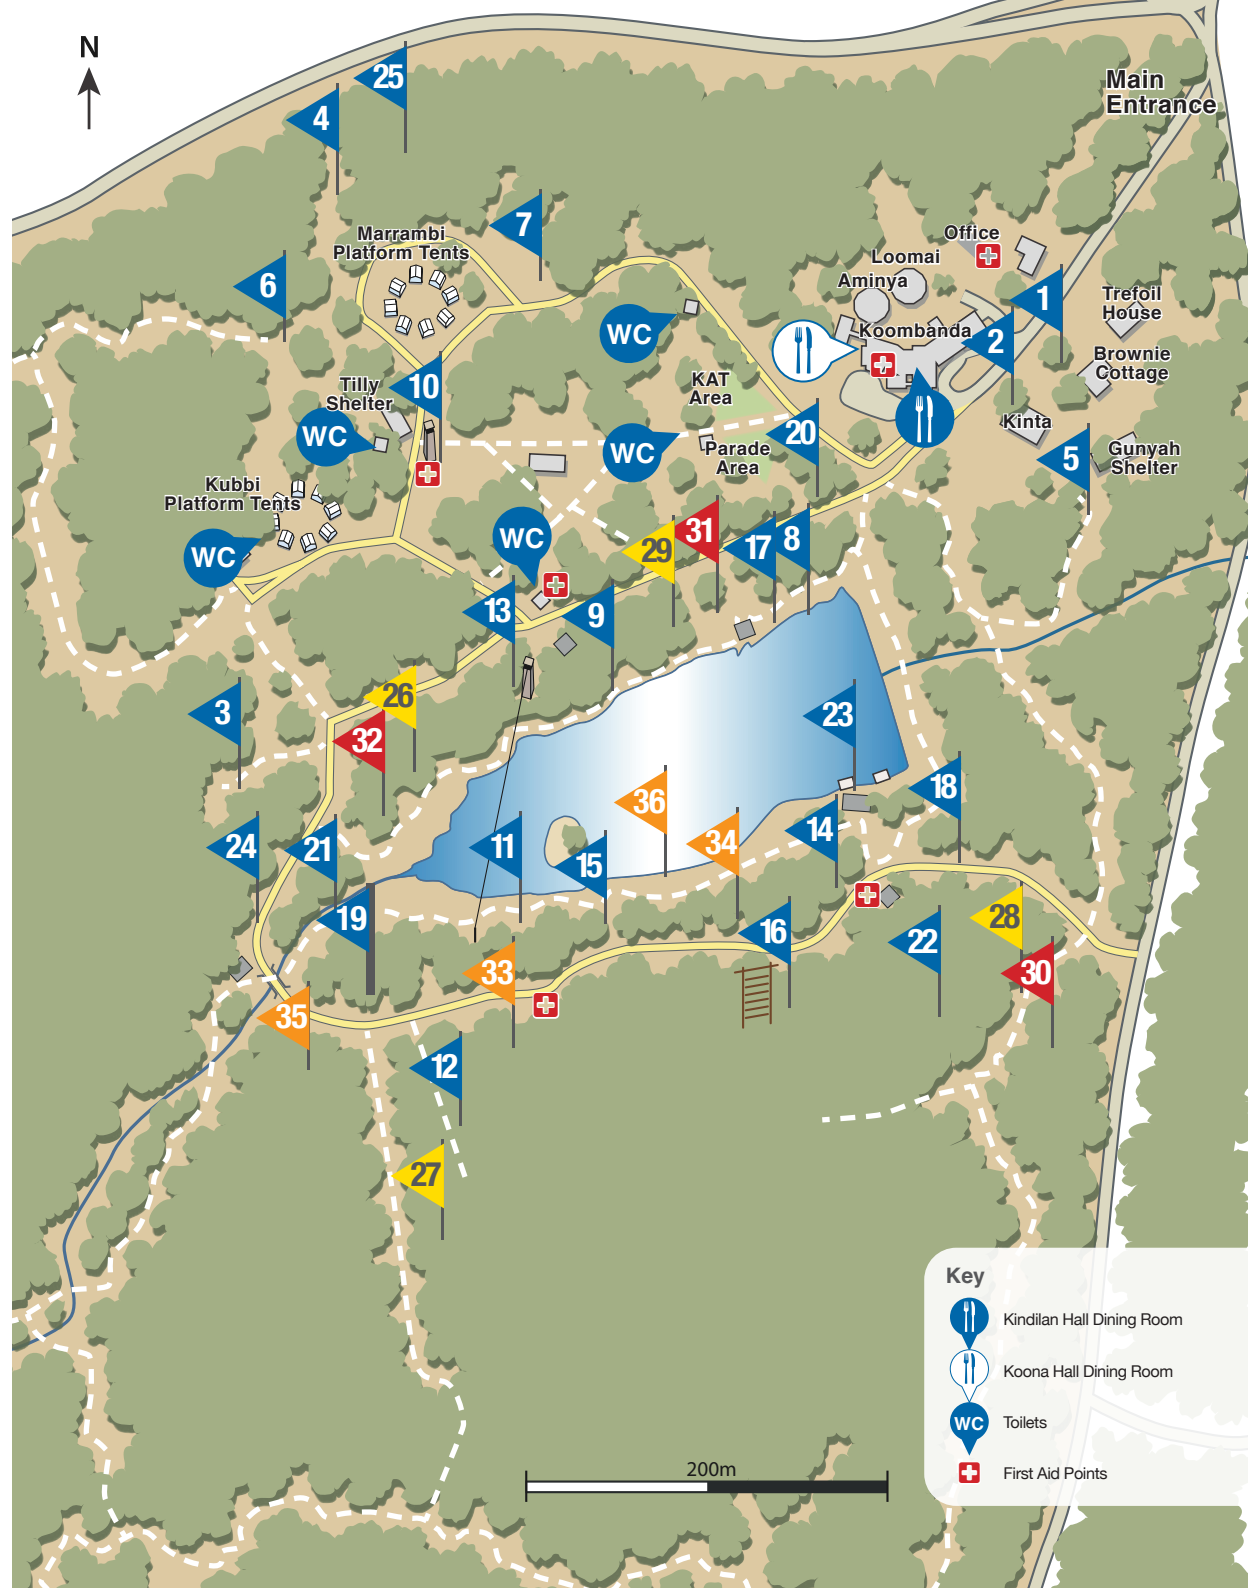 N
Main
Entrance
25
4
7
Marrambi
Platform Tents
Office
Loomai
Aminya
6
1
Trefoil
House
WC
Koombanda
2
Brownie
Cottage
10
Tilly
Shelter
KAT
Area
WC
WC
Parade
Area
20
Kinta
5
Gunyah
Shelter
Kubbi
Platform Tents
WC
WC
31
29
17
8
13
9
26
3
32
23
36
18
24
21
11
15
34
14
19
16
22
28
33
30
35
12
27
Key
Kindilan Hall Dining Room
Koona Hall Dining Room
WC
Toilets
First Aid Points
200m